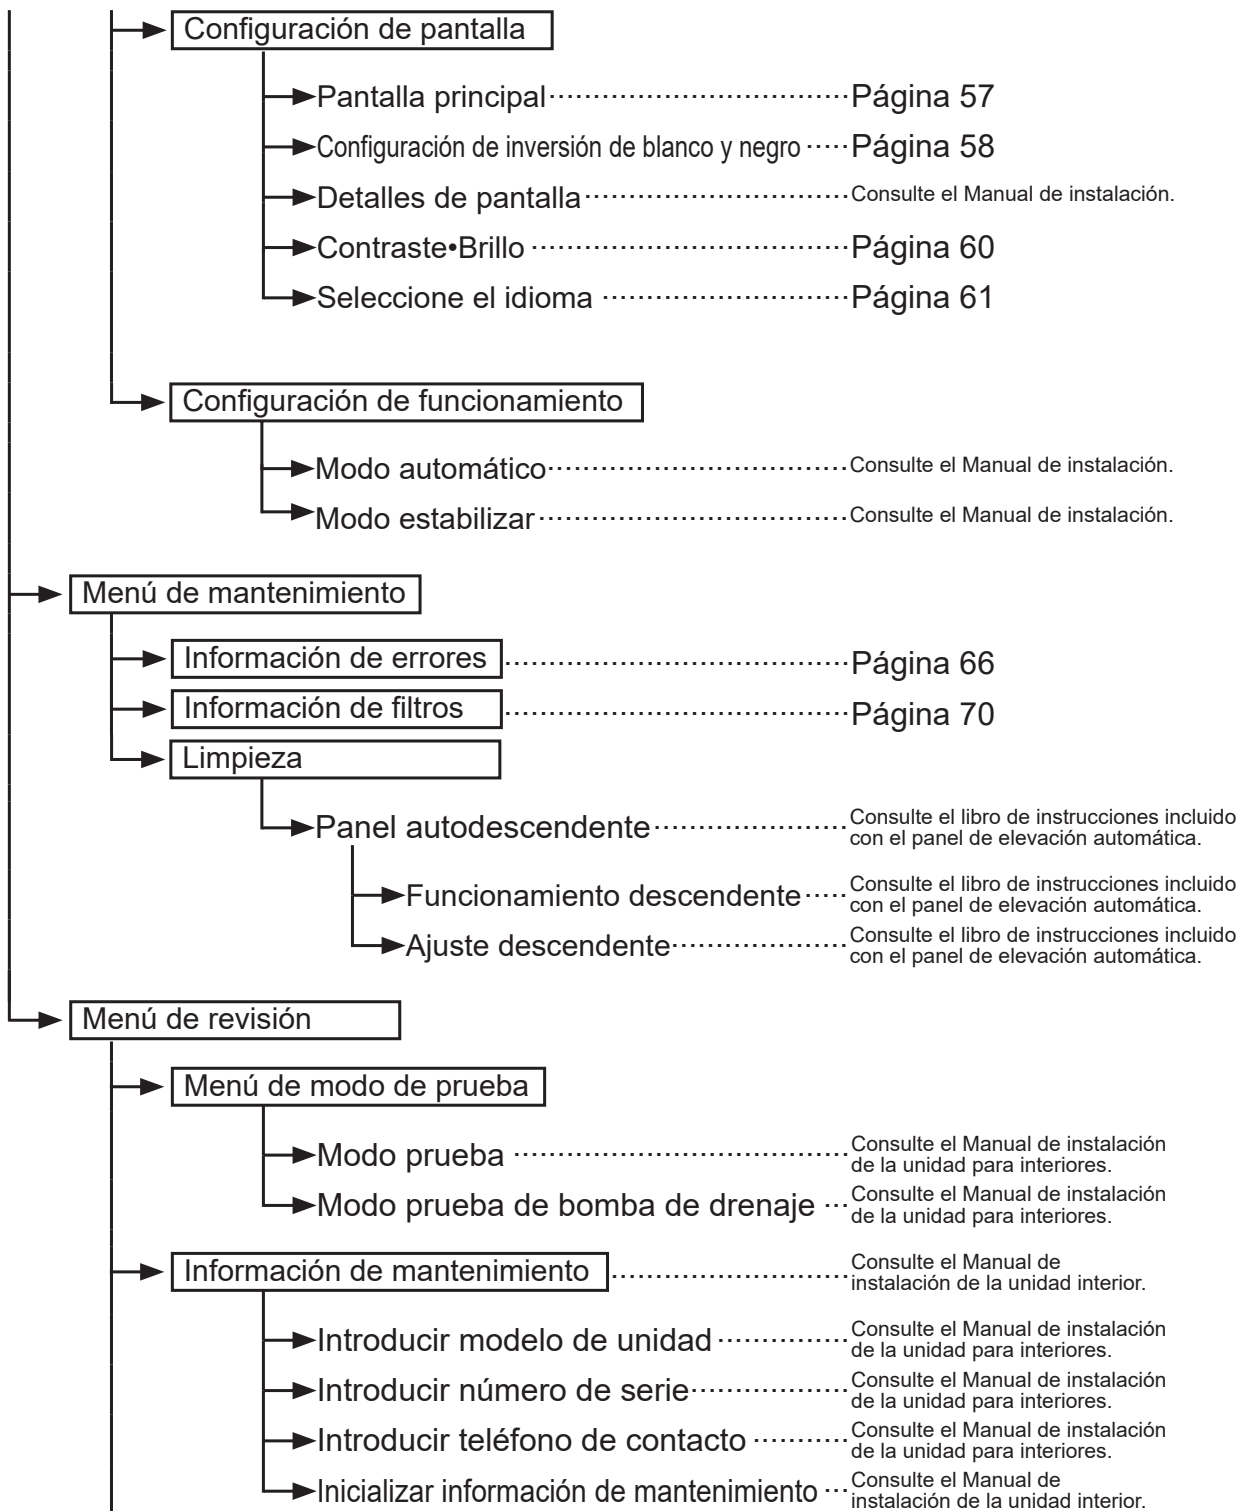 Configuración de pantalla
Pantalla principal Página 57
Configuración de inversión de blanco y negro Página 58
Detalles de pantalla Consulte el Manual de instalación.
Contraste•Brillo Página 60
Seleccione el idioma Página 61
Configuración de funcionamiento
Modo automático Consulte el Manual de instalación.
Modo estabilizar Consulte el Manual de instalación.
Menú de mantenimiento
Información de errores Página 66
Información de filtros Página 70
Limpieza
Panel autodescendente Consulte el libro de instrucciones incluido
con el panel de elevación automática.
Funcionamiento descendente Consulte el libro de instrucciones incluido
con el panel de elevación automática.
Ajuste descendente Consulte el libro de instrucciones incluido
con el panel de elevación automática.
Menú de revisión
Menú de modo de prueba
Modo prueba Consulte el Manual de instalación
de la unidad para interiores.
Modo prueba de bomba de drenaje Consulte el Manual de instalación
de la unidad para interiores.
Información de mantenimiento Consulte el Manual de
instalación de la unidad interior.
Introducir modelo de unidad Consulte el Manual de instalación
de la unidad para interiores.
Introducir número de serie Consulte el Manual de instalación
de la unidad para interiores.
Introducir teléfono de contacto Consulte el Manual de instalación
de la unidad para interiores.
Inicializar información de mantenimiento Consulte el Manual de
instalación de la unidad interior.